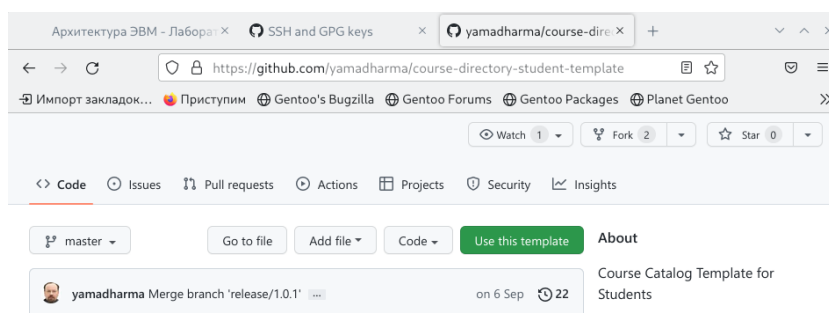 Архитектура ЭВМ - Лаборат SSH and GPG keys yamadharma/course-direc
https://github.com/yamadharma/course-directory-student-template
Импорт закладок... Приступим Gentoo's Bugzilla Gentoo Forums Gentoo Packages Planet Gentoo
Watch 1 Fork 2 Star 0
<> Code Issues Pull requests Actions Projects Security Insights
master Go to file Add file Code Use this template About
Course Catalog Template for
yamadharma Merge branch 'release/1.0.1' ... on 6 Sep 22 Students